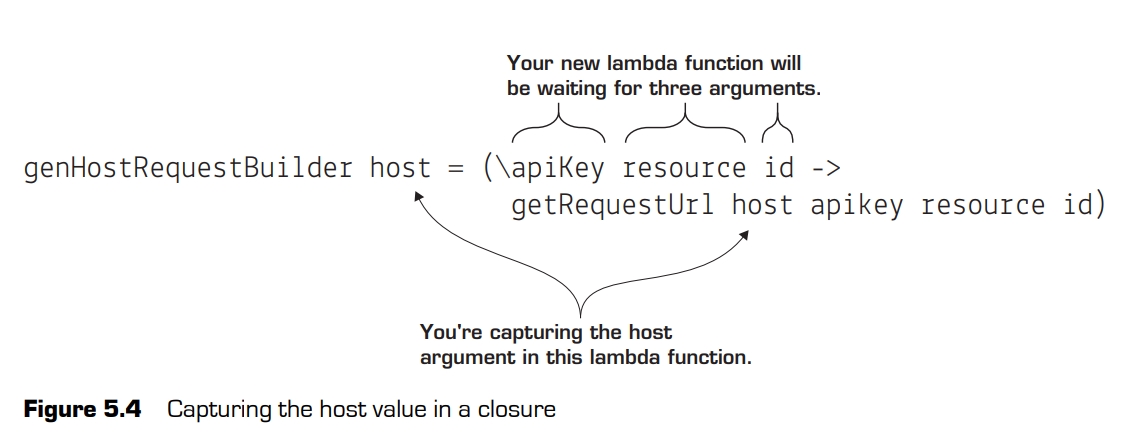 Your new lambda function will
be waiting for three arguments.
genHostRequestBuilder host = (\apiKey resource id ->
getRequestUrl host apikey resource id)
You're capturing the host
argument in this lambda function.
Figure 5.4 Capturing the host value in a closure